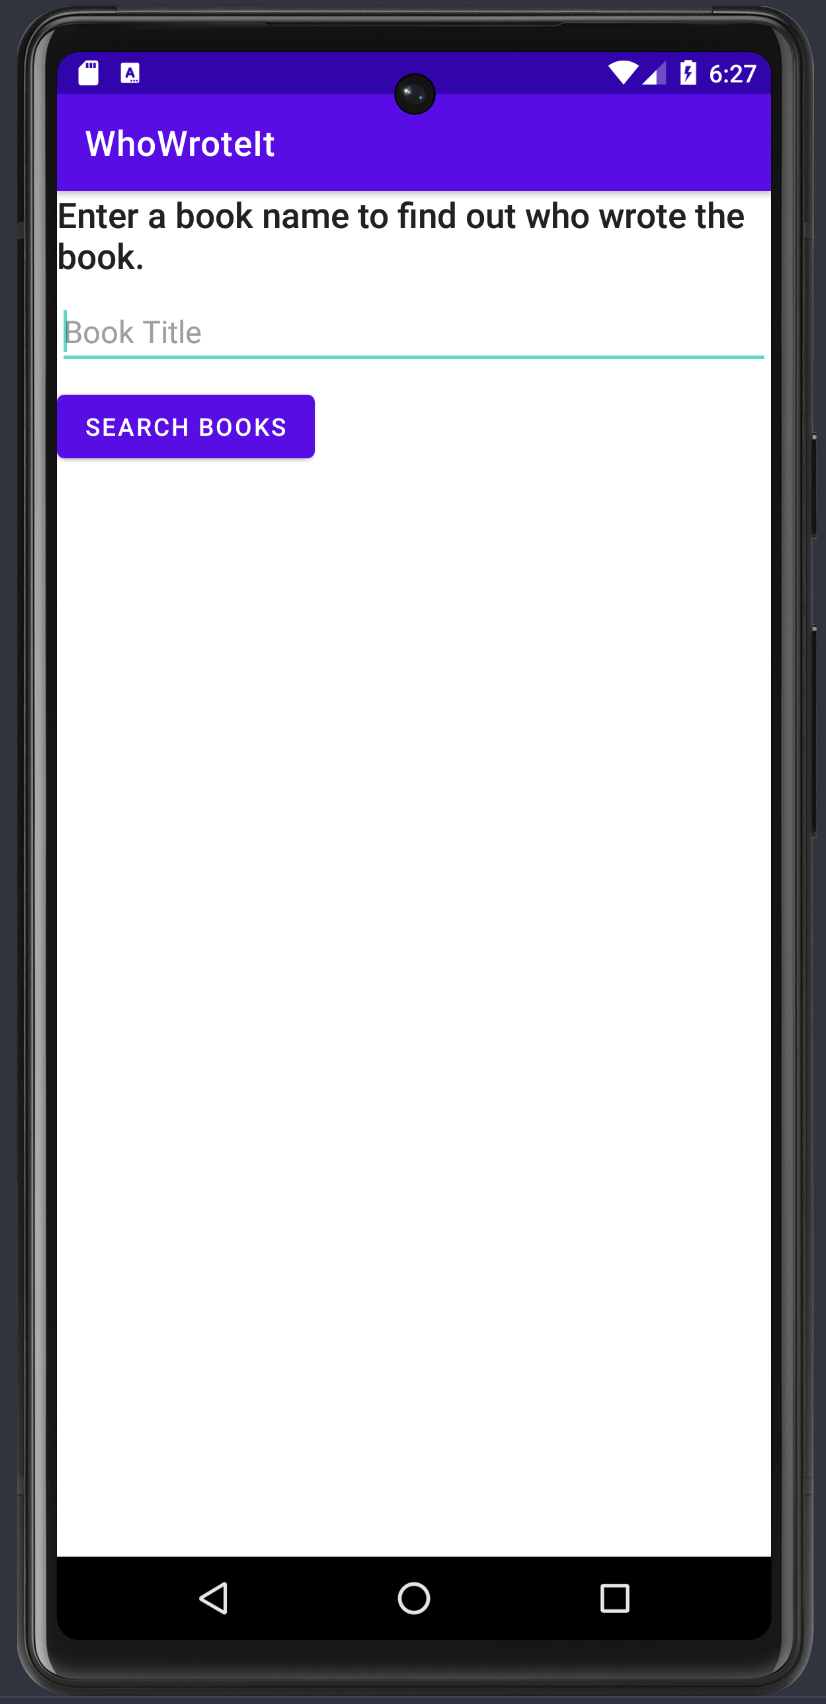 6:27
WhoWroteIt
Enter a book name to find out who wrote the
book.
Book Title
SEARCH BOOKS